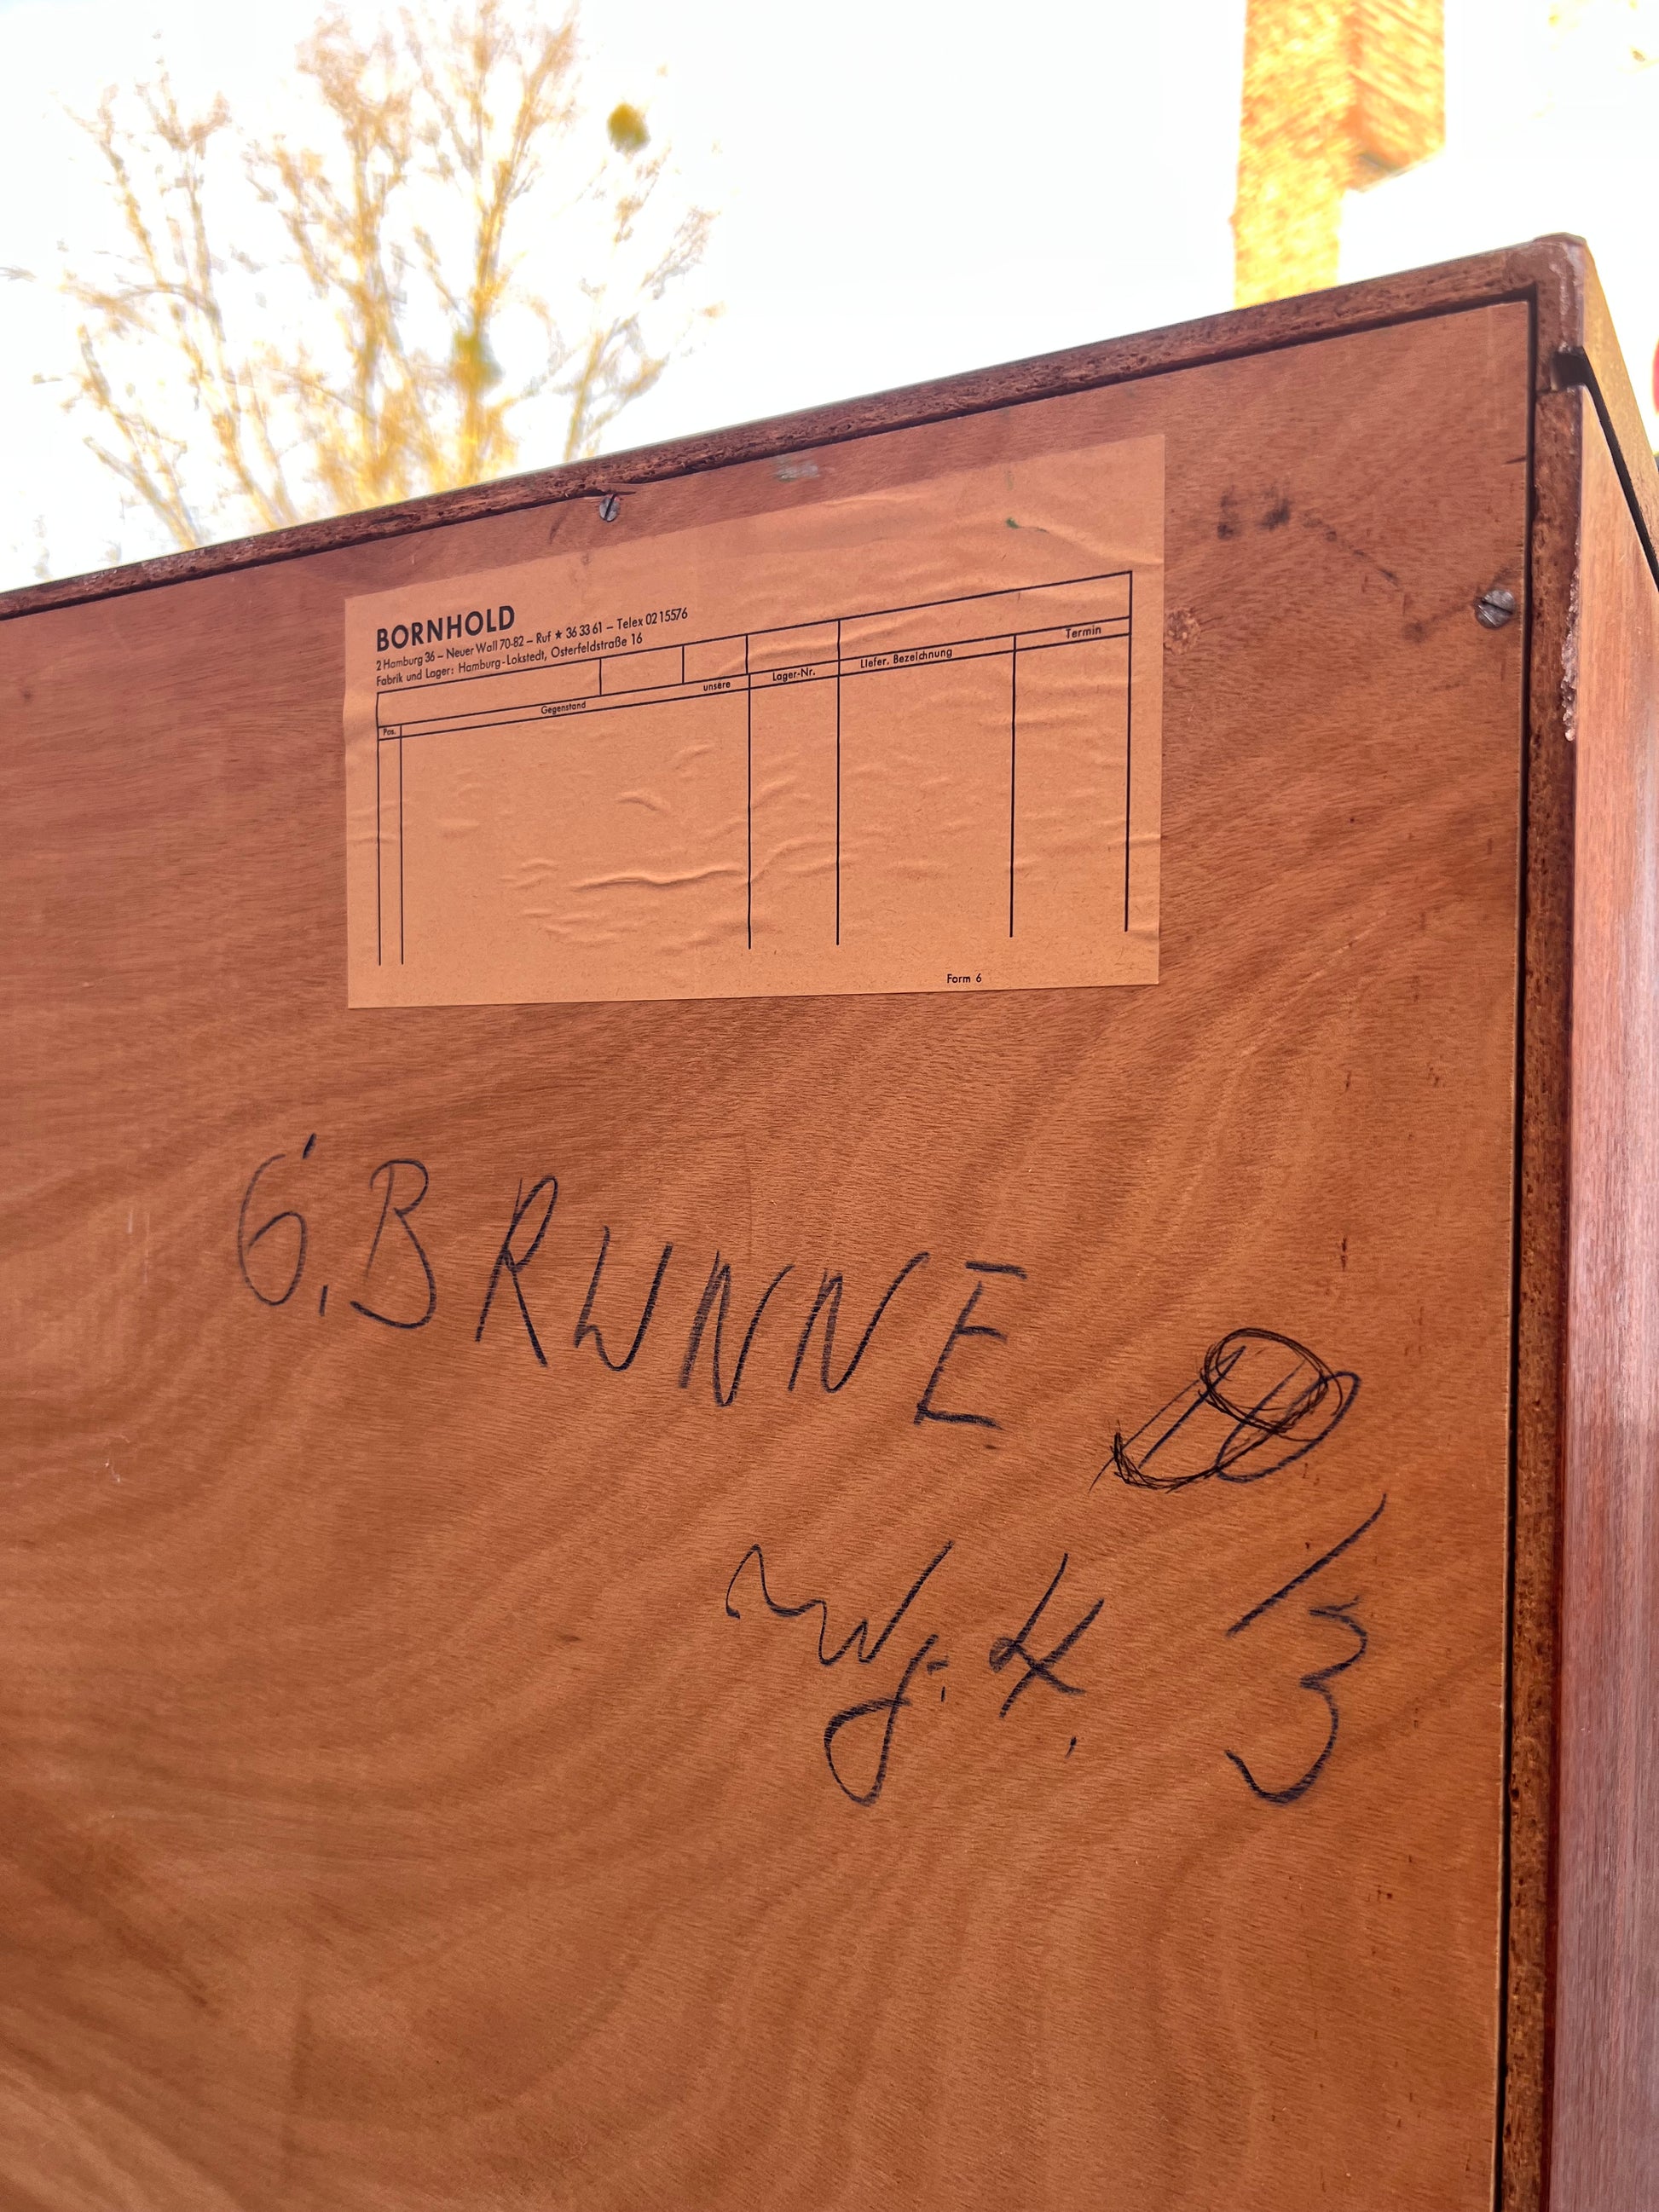 BORNHOLD
2 Hamburg 36 – Neuer Wall 70-82 – Ruf ★ 36 33 61 – Telex 02 15576
Fabrik und Lager: Hamburg-Lokstedt, Osterfeldstraße 16
Pos. Gegenstand unsere Lager-Nr. Liefer. Bezeichnung Termin
Form 6
G. BRUNNE
3